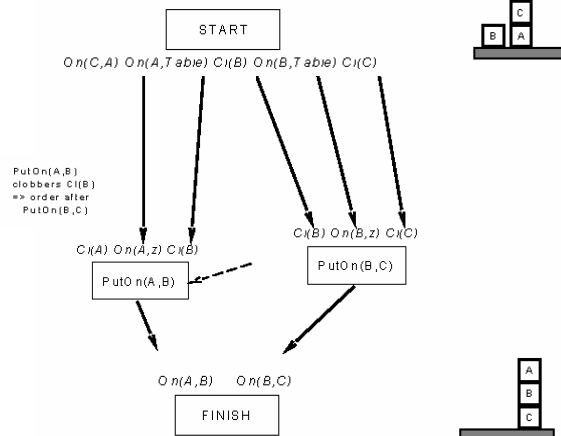 START
C
B A
On(C,A) On(A,Table) Cl(B) On(B,Table) Cl(C)
PutOn(A,B)
clobbers Cl(B)
=> order after
PutOn(B,C)
Cl(B) On(B,z) Cl(C)
Cl(A) On(A,z) Cl(B)
PutOn(B,C)
PutOn(A,B)
On(A,B) On(B,C)
FINISH
A
B
C